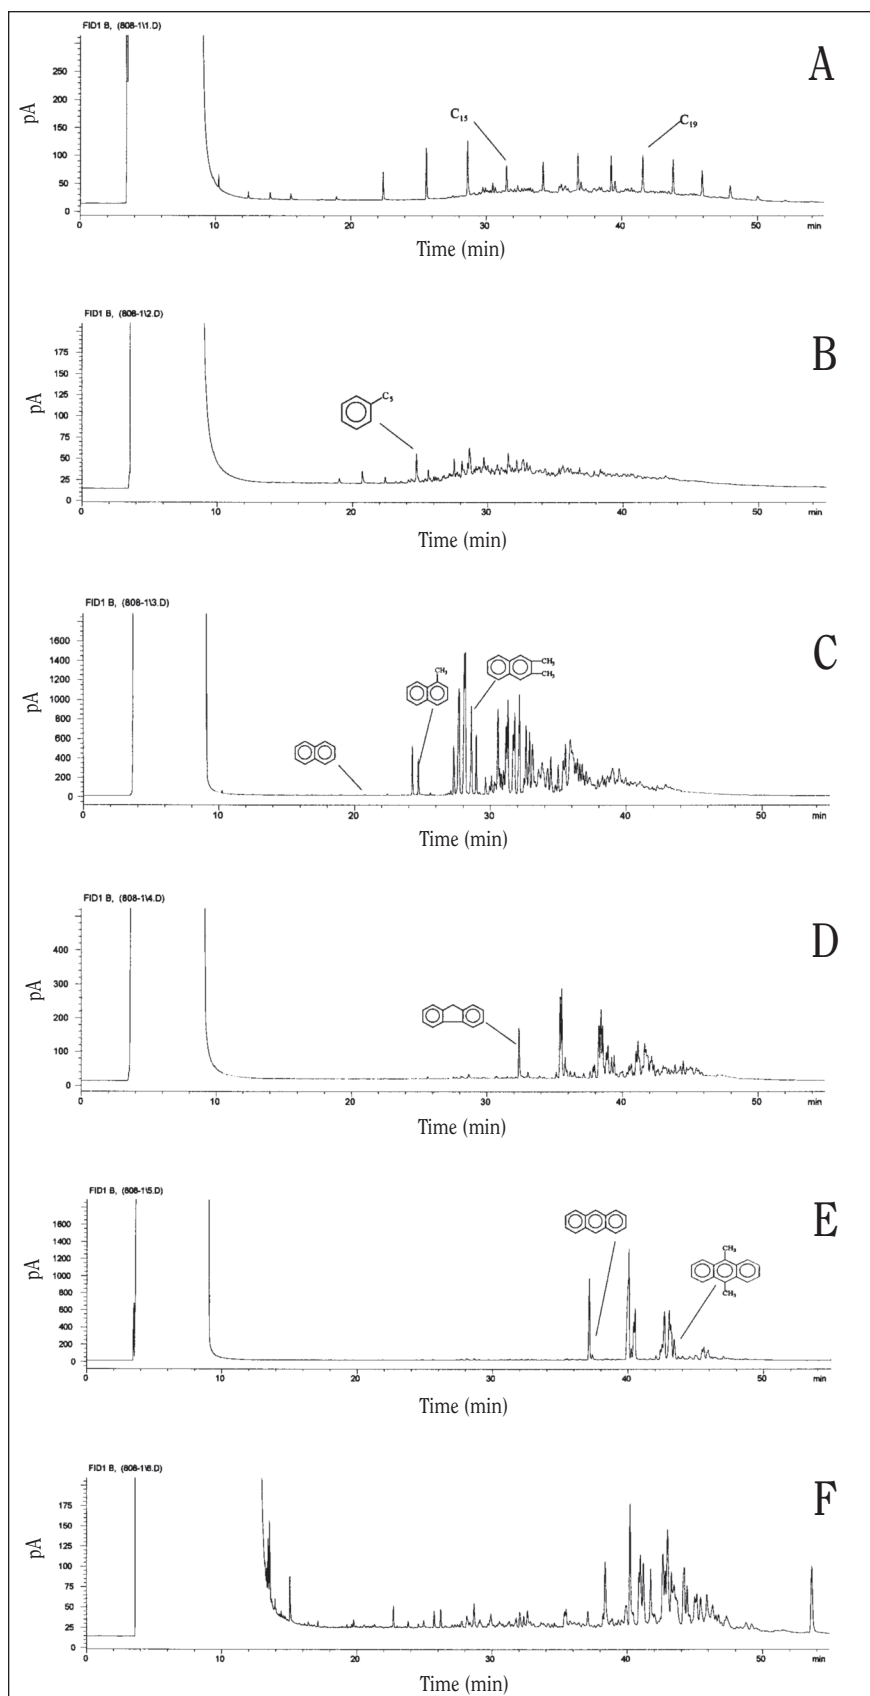 FID1 B, (808-1\1.D)
A
pA
250
200
150
100
50
0
C₁₅
C₁₉
0 10 20 30 40 50 min
Time (min)
FID1 B, (808-1\2.D)
B
pA
175
150
125
100
75
50
25
0
C₅
0 10 20 30 40 50 min
Time (min)
FID1 B, (808-1\3.D)
C
pA
1600
1400
1200
1000
800
600
400
200
0
CH₃
CH₃
CH₃
0 10 20 30 40 50 min
Time (min)
FID1 B, (808-1\4.D)
D
pA
400
300
200
100
0
0 10 20 30 40 50 min
Time (min)
FID1 B, (808-1\5.D)
E
pA
1600
1400
1200
1000
800
600
400
200
0
CH₃
CH₃
0 10 20 30 40 50 min
Time (min)
FID1 B, (808-1\6.D)
F
pA
175
150
125
100
75
50
25
0
0 10 20 30 40 50 min
Time (min)